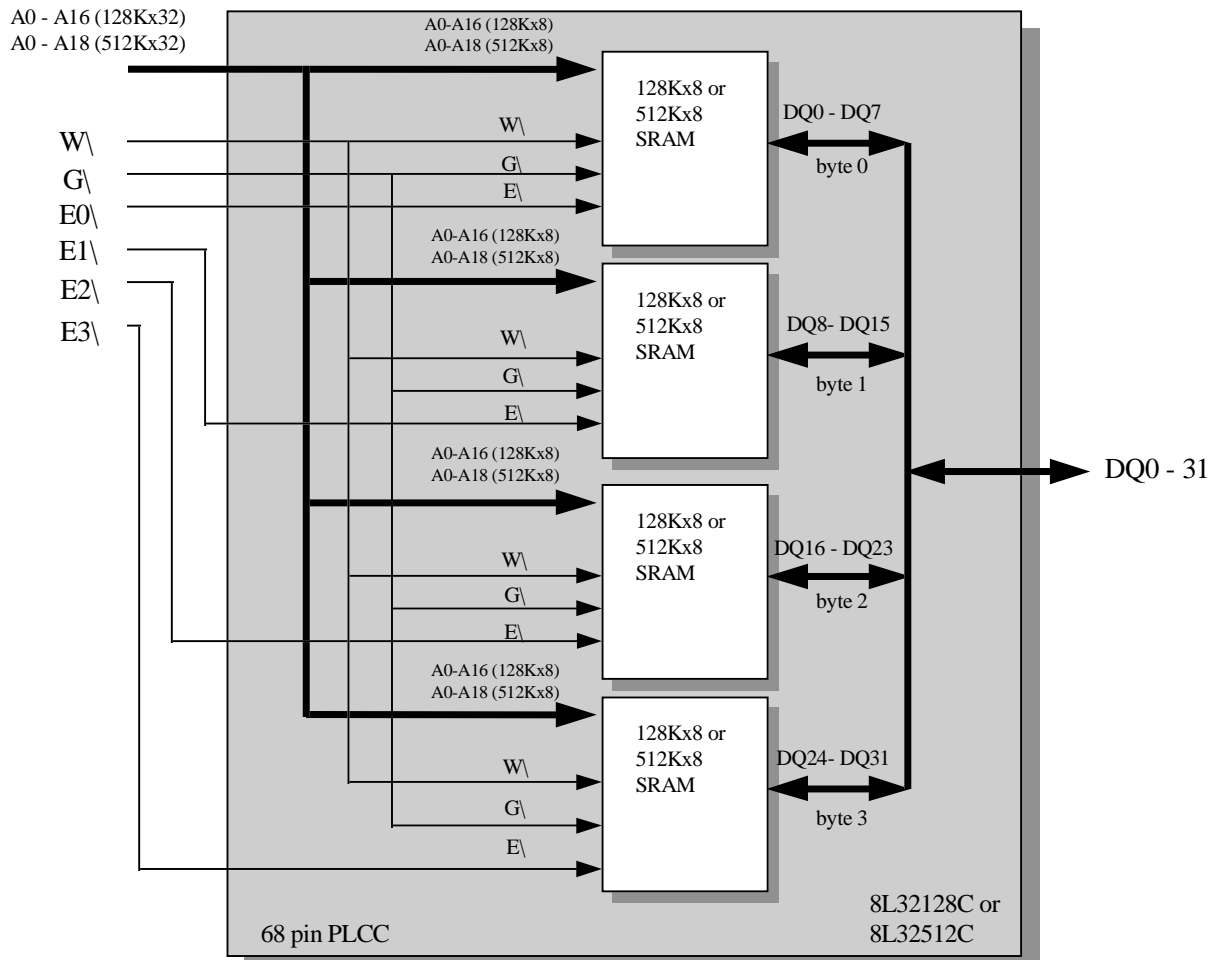 A0 - A16 (128Kx32)
A0 - A18 (512Kx32)
W\
G\
E0\
E1\
E2\
E3\
A0-A16 (128Kx8)
A0-A18 (512Kx8)
W\
G\
E\
128Kx8 or
512Kx8
SRAM
DQ0 - DQ7
byte 0
A0-A16 (128Kx8)
A0-A18 (512Kx8)
W\
G\
E\
128Kx8 or
512Kx8
SRAM
DQ8- DQ15
byte 1
A0-A16 (128Kx8)
A0-A18 (512Kx8)
W\
G\
E\
128Kx8 or
512Kx8
SRAM
DQ16 - DQ23
byte 2
A0-A16 (128Kx8)
A0-A18 (512Kx8)
W\
G\
E\
128Kx8 or
512Kx8
SRAM
DQ24- DQ31
byte 3
DQ0 - 31
68 pin PLCC
8L32128C or
8L32512C